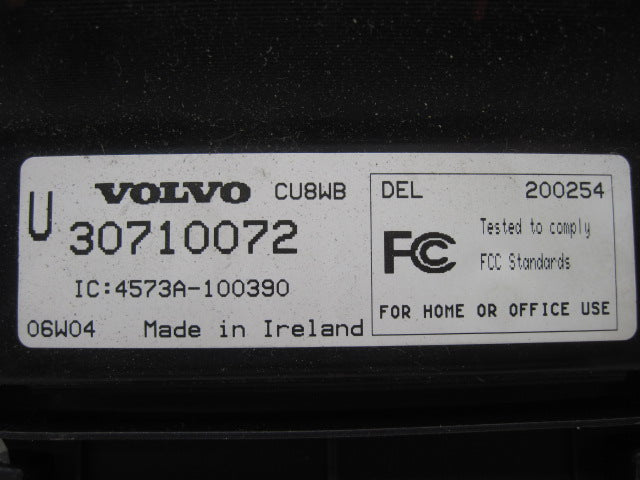 U VOLVO CU8WB
30710072
IC:4573A-100390
06W04 Made in Ireland
DEL 200254
FC Tested to comply
FCC Standards
FOR HOME OR OFFICE USE